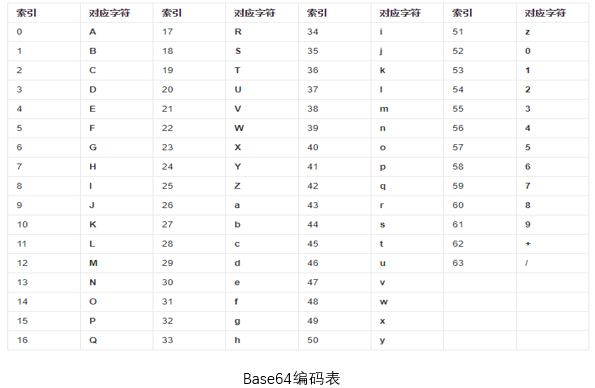 索引 对应字符 索引 对应字符 索引 对应字符 索引 对应字符
0 A 17 R 34 i 51 z
1 B 18 S 35 j 52 0
2 C 19 T 36 k 53 1
3 D 20 U 37 l 54 2
4 E 21 V 38 m 55 3
5 F 22 W 39 n 56 4
6 G 23 X 40 o 57 5
7 H 24 Y 41 p 58 6
8 I 25 Z 42 q 59 7
9 J 26 a 43 r 60 8
10 K 27 b 44 s 61 9
11 L 28 c 45 t 62 +
12 M 29 d 46 u 63 /
13 N 30 e 47 v
14 O 31 f 48 w
15 P 32 g 49 x
16 Q 33 h 50 y
Base64编码表